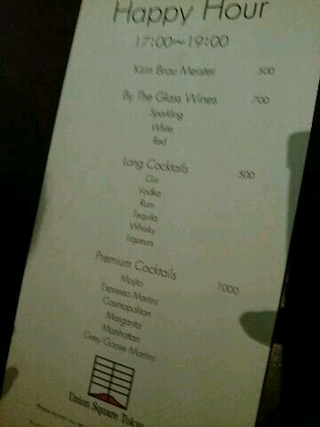 Happy Hour
17:00~19:00
Kirin Brau Meister 500
By The Glass Wines 700
Sparkling
White
Red
Long Cocktails 500
Gin
Vodka
Rum
Tequila
Whisky
Liqueurs
Premium Cocktails 1000
Mojito
Espresso Martini
Cosmopolitan
Margarita
Manhattan
Grey Goose Martini
Union Square Tokyo